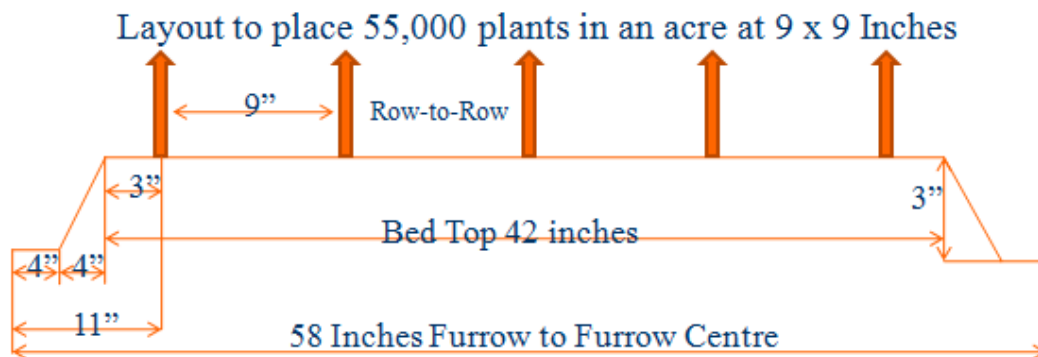 Layout to place 55,000 plants in an acre at 9 x 9 Inches
9”
Row-to-Row
3”
3”
Bed Top 42 inches
4”
4”
11”
58 Inches Furrow to Furrow Centre